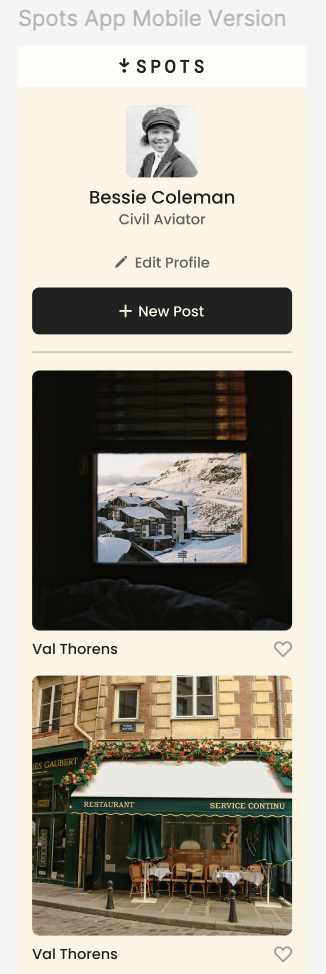 Spots App Mobile Version
SPOTS
Bessie Coleman
Civil Aviator
Edit Profile
+ New Post
Val Thorens
GAUBERT
RESTAURANT
SERVICE CONTINU
Val Thorens